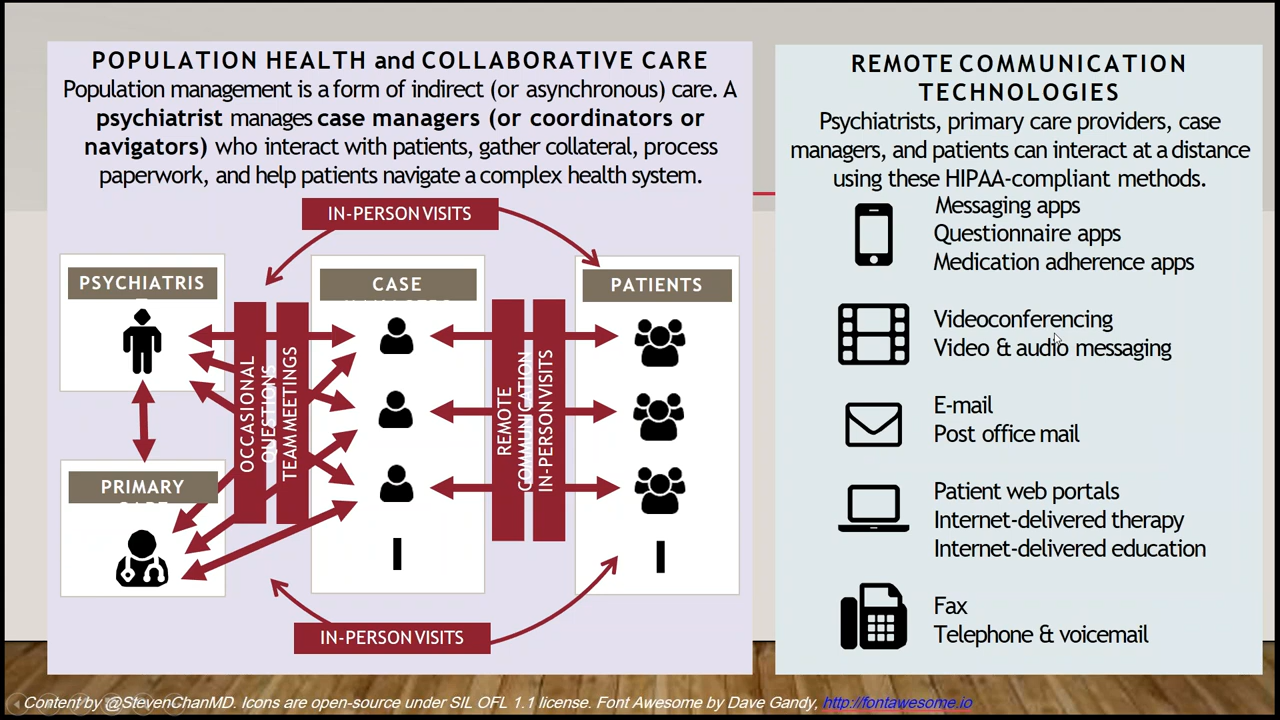 POPULATION HEALTH and COLLABORATIVE CARE
Population management is a form of indirect (or asynchronous) care. A
psychiatrist manages case managers (or coordinators or
navigators) who interact with patients, gather collateral, process
paperwork, and help patients navigate a complex health system.
IN-PERSON VISITS
PSYCHIATRIS
CASE
PATIENTS
OCCASIONAL
QUESTIONS
TEAM MEETINGS
REMOTE
COMMUNICATION
IN-PERSON VISITS
PRIMARY
IN-PERSON VISITS
REMOTE COMMUNICATION
TECHNOLOGIES
Psychiatrists, primary care providers, case
managers, and patients can interact at a distance
using these HIPAA-compliant methods.
Messaging apps
Questionnaire apps
Medication adherence apps
Videoconferencing
Video & audio messaging
E-mail
Post office mail
Patient web portals
Internet-delivered therapy
Internet-delivered education
Fax
Telephone & voicemail
Content by @StevenChanMD. Icons are open-source under SIL OFL 1.1 license. Font Awesome by Dave Gandy, http://fontawesome.io